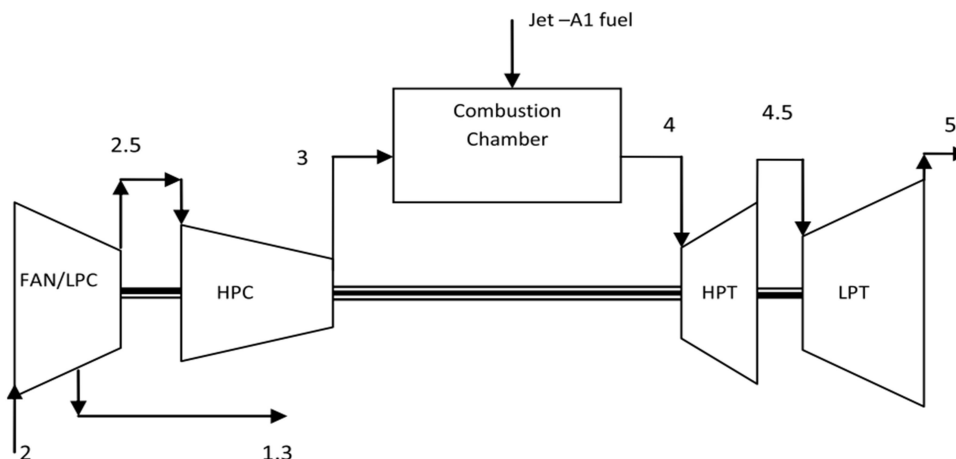 Jet –A1 fuel
Combustion
Chamber
4
4.5
5
2.5
3
FAN/LPC
HPC
HPT
LPT
2
1.3